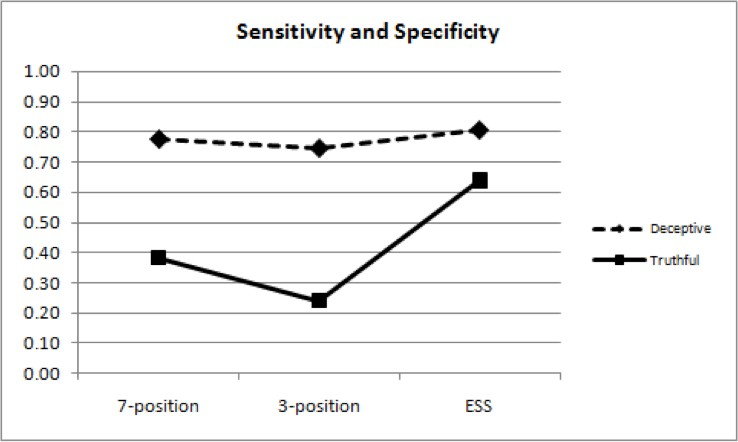 Sensitivity and Specificity
1.00
0.90
0.80
0.70
0.60
0.50
0.40
0.30
0.20
0.10
0.00
7-position 3-position ESS
Deceptive
Truthful